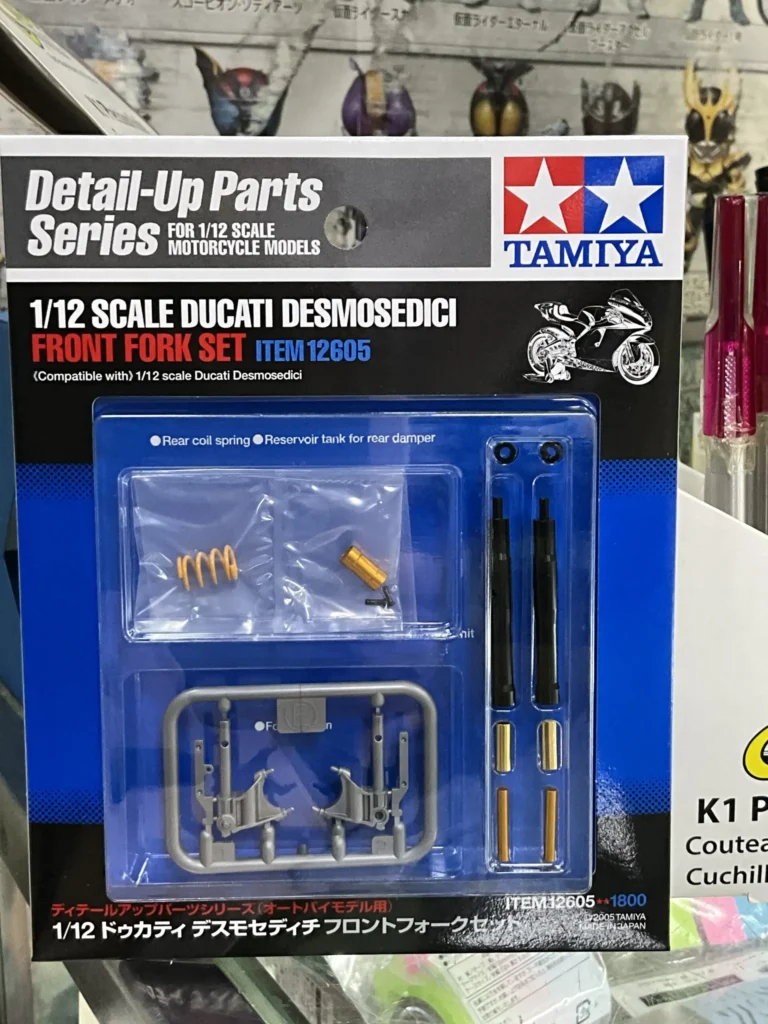 Detail-Up Parts
Series FOR 1/12 SCALE
MOTORCYCLE MODELS
TAMIYA
1/12 SCALE DUCATI DESMOSEDICI
FRONT FORK SET ITEM 12605
《Compatible with》 1/12 scale Ducati Desmosedici
●Rear coil spring ●Reservoir tank for rear damper
ディテールアップパーツシリーズ(オートバイモデル用)
ITEM 12605 ★★1800
1/12 ドゥカティ デスモセディチ フロントフォークセット
©2005 TAMIYA
MADE IN JAPAN
K1